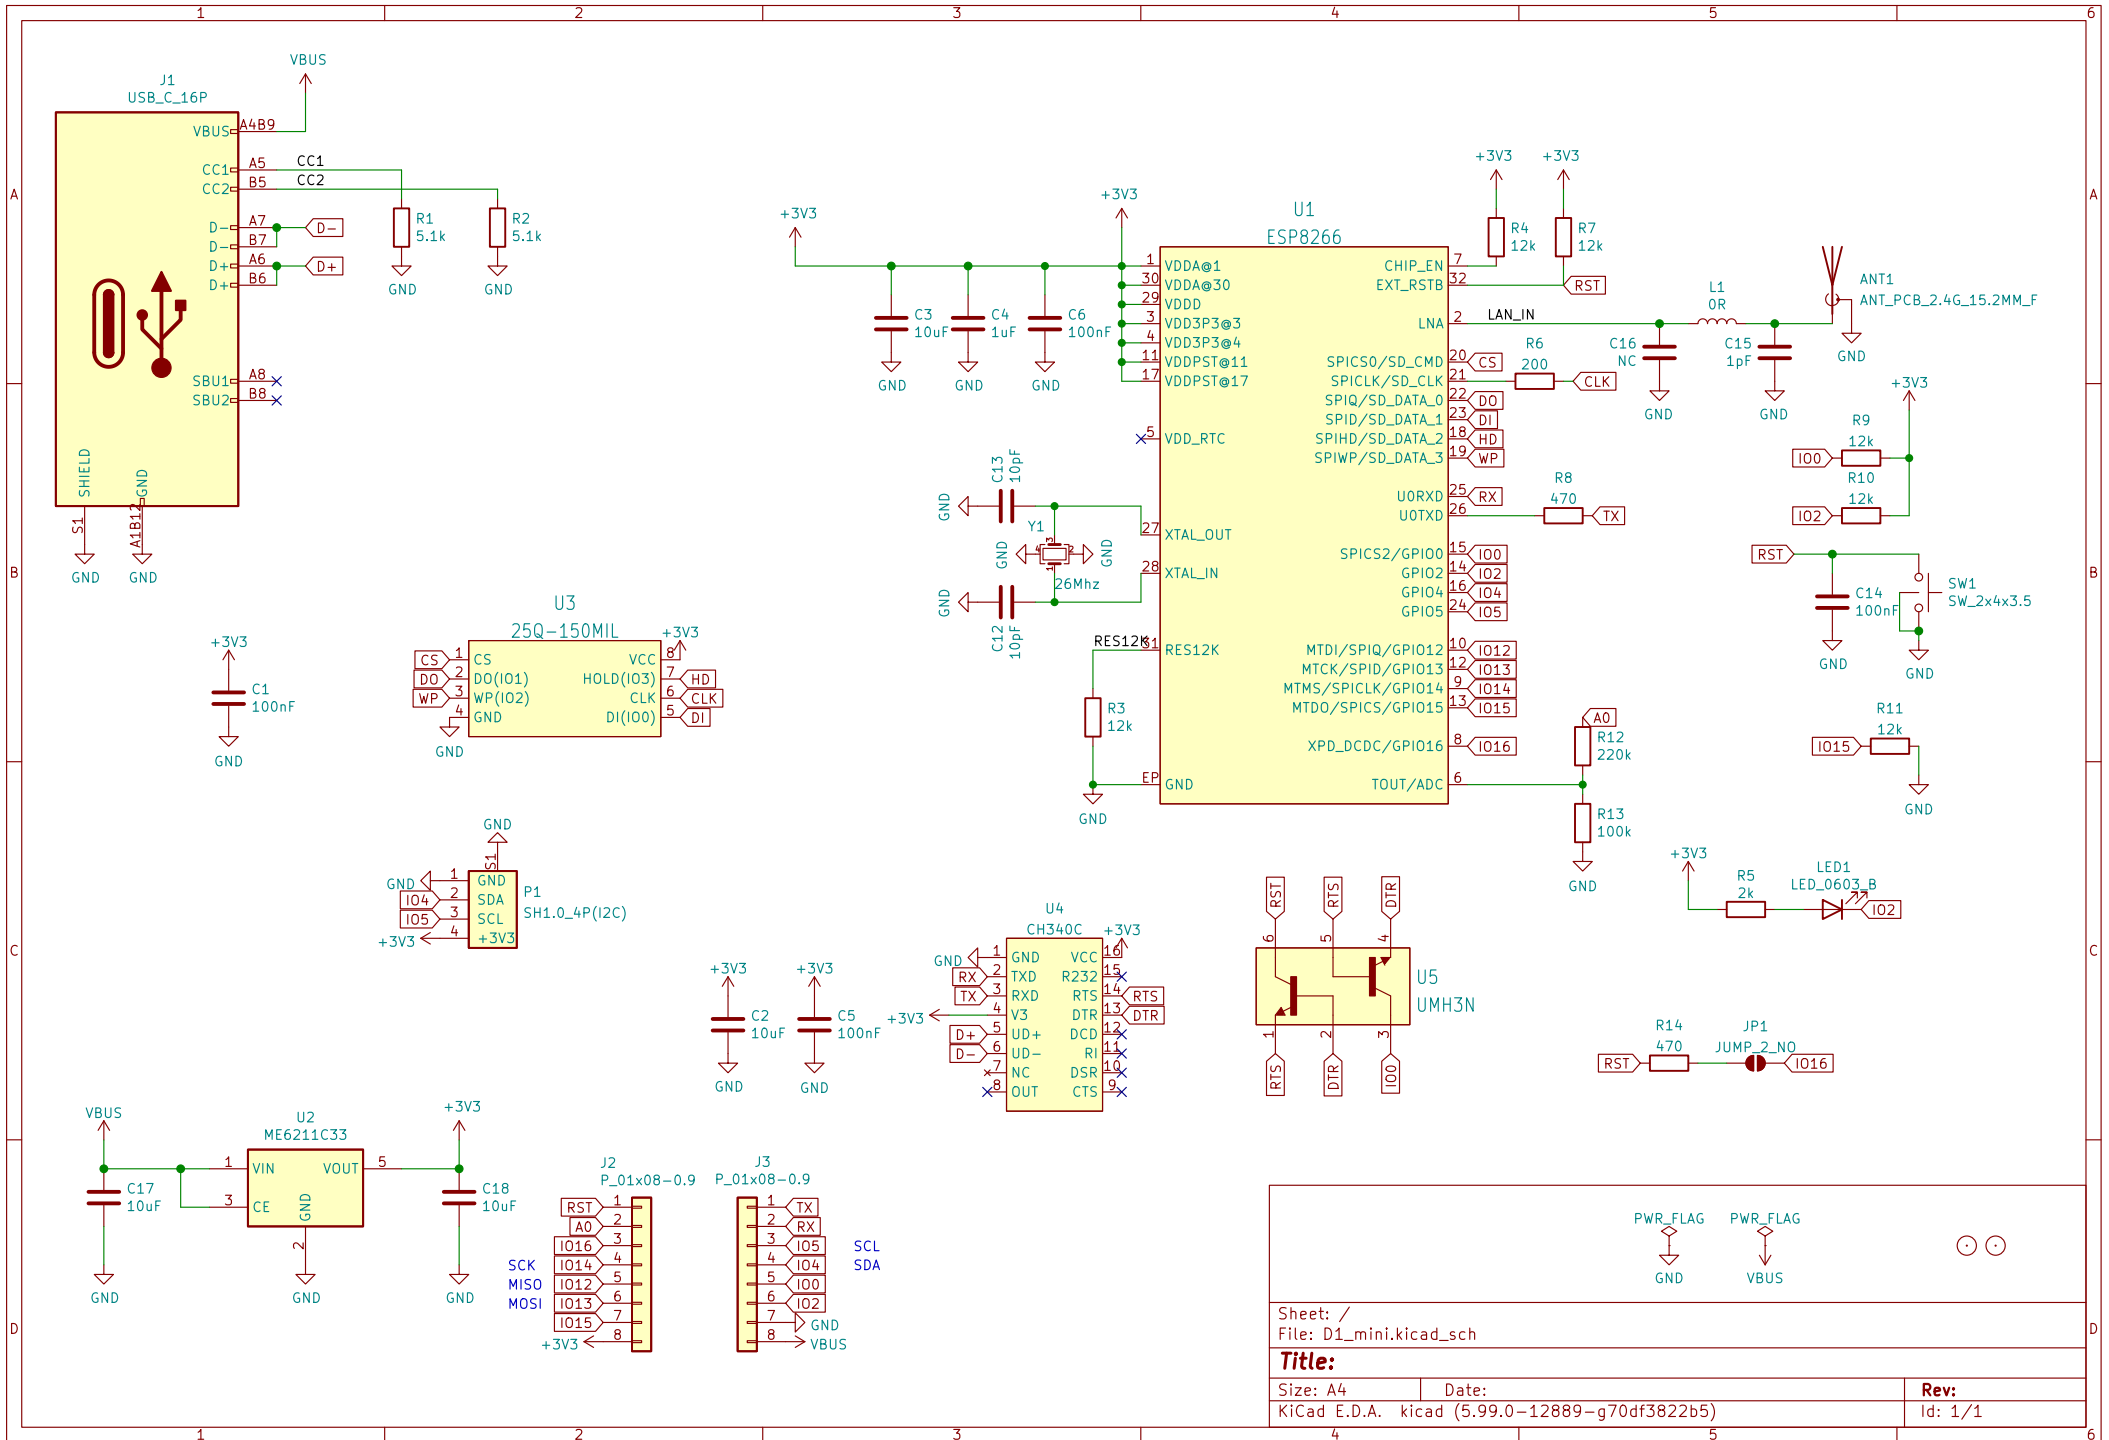 1 2 3 4 5 6
A
B
C
D
A
B
C
D
1 2 3 4 5 6
VBUS
J1
USB_C_16P
VBUS A4B9
CC1 A5 CC1
CC2 B5 CC2
D- A7 D-
D- B7
D+ A6 D+
D+ B6
SBU1 A8
SBU2 B8
SHIELD
GND
S1
A1B12
GND
GND
R1
5.1k
GND
R2
5.1k
GND
+3V3
+3V3
C3
10uF
GND
C4
1uF
GND
C6
100nF
GND
U1
ESP8266
1 VDDA@1
30 VDDA@30
29 VDDD
3 VDD3P3@3
4 VDD3P3@4
11 VDDPST@11
17 VDDPST@17
5 VDD_RTC
27 XTAL_OUT
28 XTAL_IN
RES12K 31 RES12K
EP GND
CHIP_EN 7
EXT_RSTB 32 RST
LNA 2 LAN_IN
SPICS0/SD_CMD 20 CS
SPICLK/SD_CLK 21
SPIQ/SD_DATA_0 22 DO
SPID/SD_DATA_1 23 DI
SPIHD/SD_DATA_2 18 HD
SPIWP/SD_DATA_3 19 WP
U0RXD 25 RX
U0TXD 26
SPICS2/GPIO0 15 IO0
GPIO2 14 IO2
GPIO4 16 IO4
GPIO5 24 IO5
MTDI/SPIQ/GPIO12 10 IO12
MTCK/SPID/GPIO13 12 IO13
MTMS/SPICLK/GPIO14 9 IO14
MTDO/SPICS/GPIO15 13 IO15
XPD_DCDC/GPIO16 8 IO16
TOUT/ADC 6
+3V3
R4
12k
+3V3
R7
12k
R6
200
CLK
R8
470
TX
C16
NC
GND
L1
0R
C15
1pF
GND
ANT1
ANT_PCB_2.4G_15.2MM_F
GND
+3V3
R9
12k
IO0
R10
12k
IO2
RST
C14
100nF
GND
SW1
SW_2x4x3.5
GND
R11
12k
IO15
GND
A0
R12
220k
R13
100k
GND
GND
C13
10pF
Y1
GND
4
3
2
1
GND
26Mhz
GND
C12
10pF
R3
12k
GND
+3V3
C1
100nF
GND
U3
25Q-150MIL
CS 1 CS
DO 2 DO(IO1)
WP 3 WP(IO2)
4 GND
GND
+3V3
VCC 8
HOLD(IO3) 7 HD
CLK 6 CLK
DI(IO0) 5 DI
GND
S1
GND 1 GND
IO4 2 SDA
IO5 3 SCL
+3V3 4 +3V3
P1
SH1.0_4P(I2C)
+3V3
C2
10uF
GND
+3V3
C5
100nF
GND
U4
CH340C
GND 1 GND
RX 2 TXD
TX 3 RXD
+3V3 4 V3
D+ 5 UD+
D- 6 UD-
7 NC
8 OUT
+3V3
VCC 16
R232 15
RTS 14 RTS
DTR 13 DTR
DCD 12
RI 11
DSR 10
CTS 9
RST RTS DTR
6 5 4
U5
UMH3N
1 2 3
RTS DTR IO0
+3V3
R5
2k
LED1
LED_0603_B
IO2
RST
R14
470
JP1
JUMP_2_NO
IO16
VBUS
C17
10uF
GND
U2
ME6211C33
1 VIN
3 CE
VOUT 5
GND
2
GND
+3V3
C18
10uF
GND
J2
P_01x08-0.9
RST 1
A0 2
IO16 3
SCK IO14 4
MISO IO12 5
MOSI IO13 6
IO15 7
+3V3 8
J3
P_01x08-0.9
1 TX
2 RX
3 IO5 SCL
4 IO4 SDA
5 IO0
6 IO2
7 GND
8 VBUS
PWR_FLAG
GND
PWR_FLAG
VBUS
Sheet: /
File: D1_mini.kicad_sch
Title:
Size: A4 Date: Rev:
KiCad E.D.A. kicad (5.99.0-12889-g70df3822b5) Id: 1/1